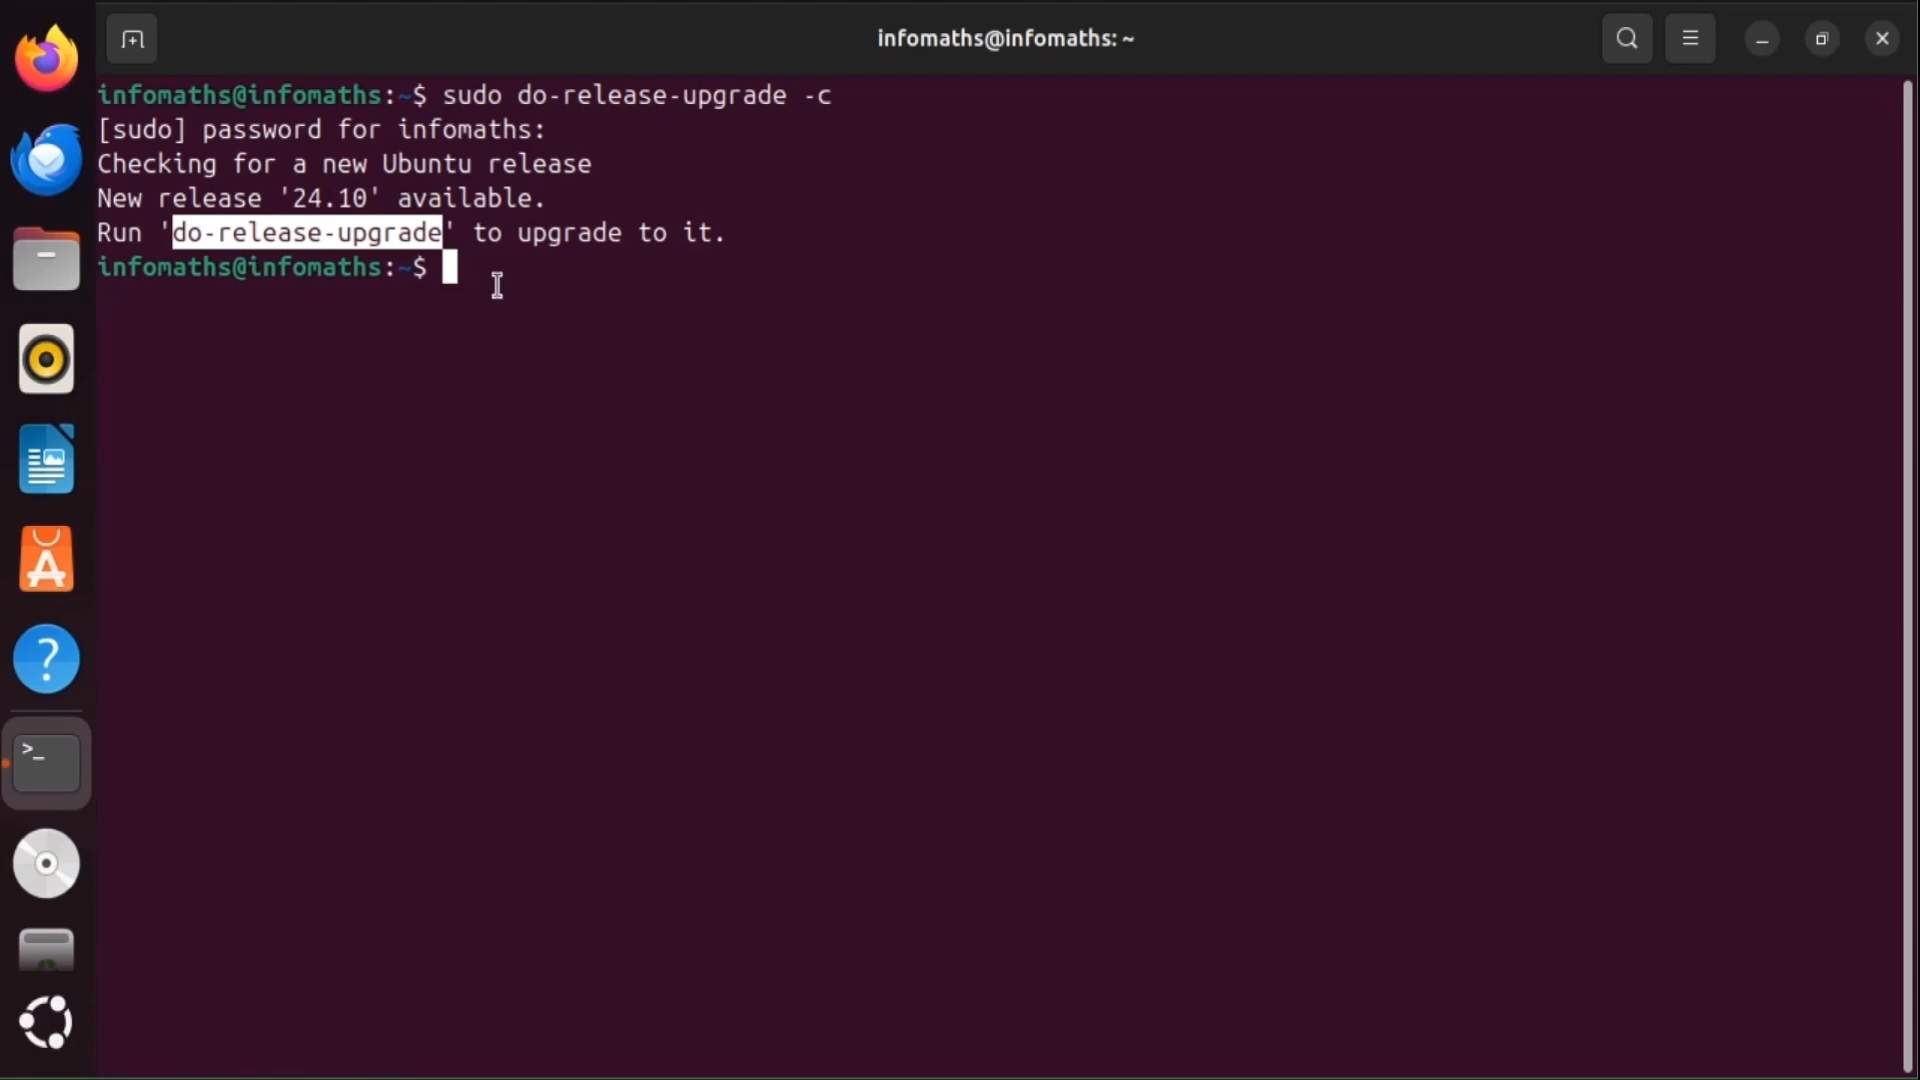 infomaths@infomaths: ~
infomaths@infomaths:~$ sudo do-release-upgrade -c
[sudo] password for infomaths:
Checking for a new Ubuntu release
New release '24.10' available.
Run 'do-release-upgrade' to upgrade to it.
infomaths@infomaths:~$